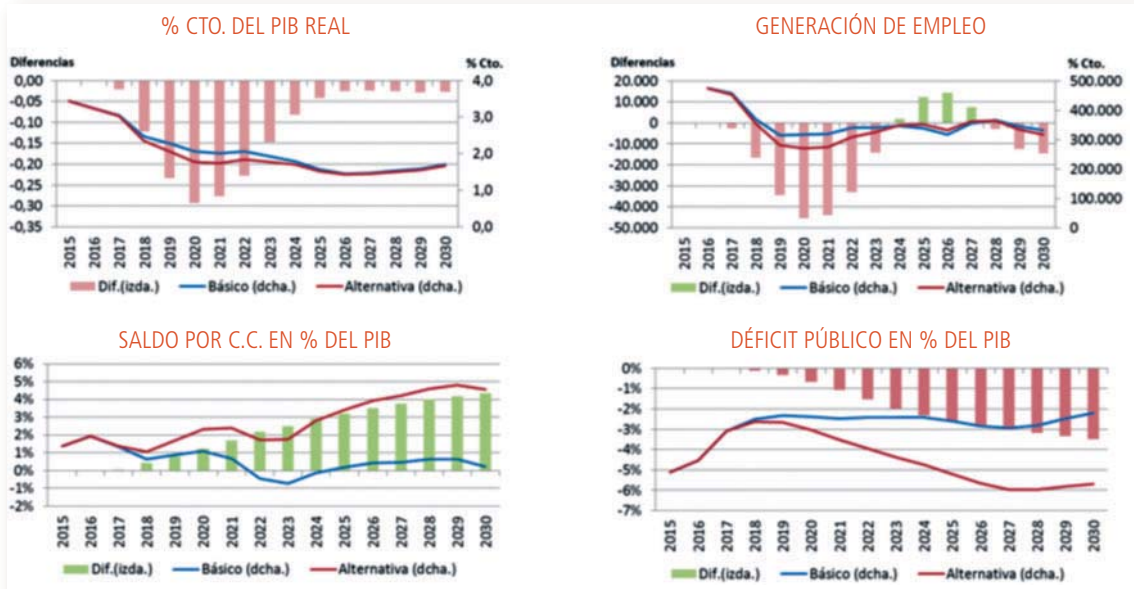 % CTO. DEL PIB REAL
Diferencias
% Cto.
0,00
-0,05
-0,10
-0,15
-0,20
-0,25
-0,30
-0,35
4,0
3,0
2,0
1,0
0,0
2015 2016 2017 2018 2019 2020 2021 2022 2023 2024 2025 2026 2027 2028 2029 2030
Dif.(izda.) Básico (dcha.) Alternativa (dcha.)
GENERACIÓN DE EMPLEO
Diferencias
% Cto.
20.000
10.000
0
-10.000
-20.000
-30.000
-40.000
-50.000
500.000
400.000
300.000
200.000
100.000
0
2015 2016 2017 2018 2019 2020 2021 2022 2023 2024 2025 2026 2027 2028 2029 2030
Dif.(izda.) Básico (dcha.) Alternativa (dcha.)
SALDO POR C.C. EN % DEL PIB
6%
5%
4%
3%
2%
1%
0%
-1%
-2%
2015 2016 2017 2018 2019 2020 2021 2022 2023 2024 2025 2026 2027 2028 2029 2030
Dif.(izda.) Básico (dcha.) Alternativa (dcha.)
DÉFICIT PÚBLICO EN % DEL PIB
0%
-1%
-2%
-3%
-4%
-5%
-6%
-7%
2015 2016 2017 2018 2019 2020 2021 2022 2023 2024 2025 2026 2027 2028 2029 2030
Dif.(izda.) Básico (dcha.) Alternativa (dcha.)